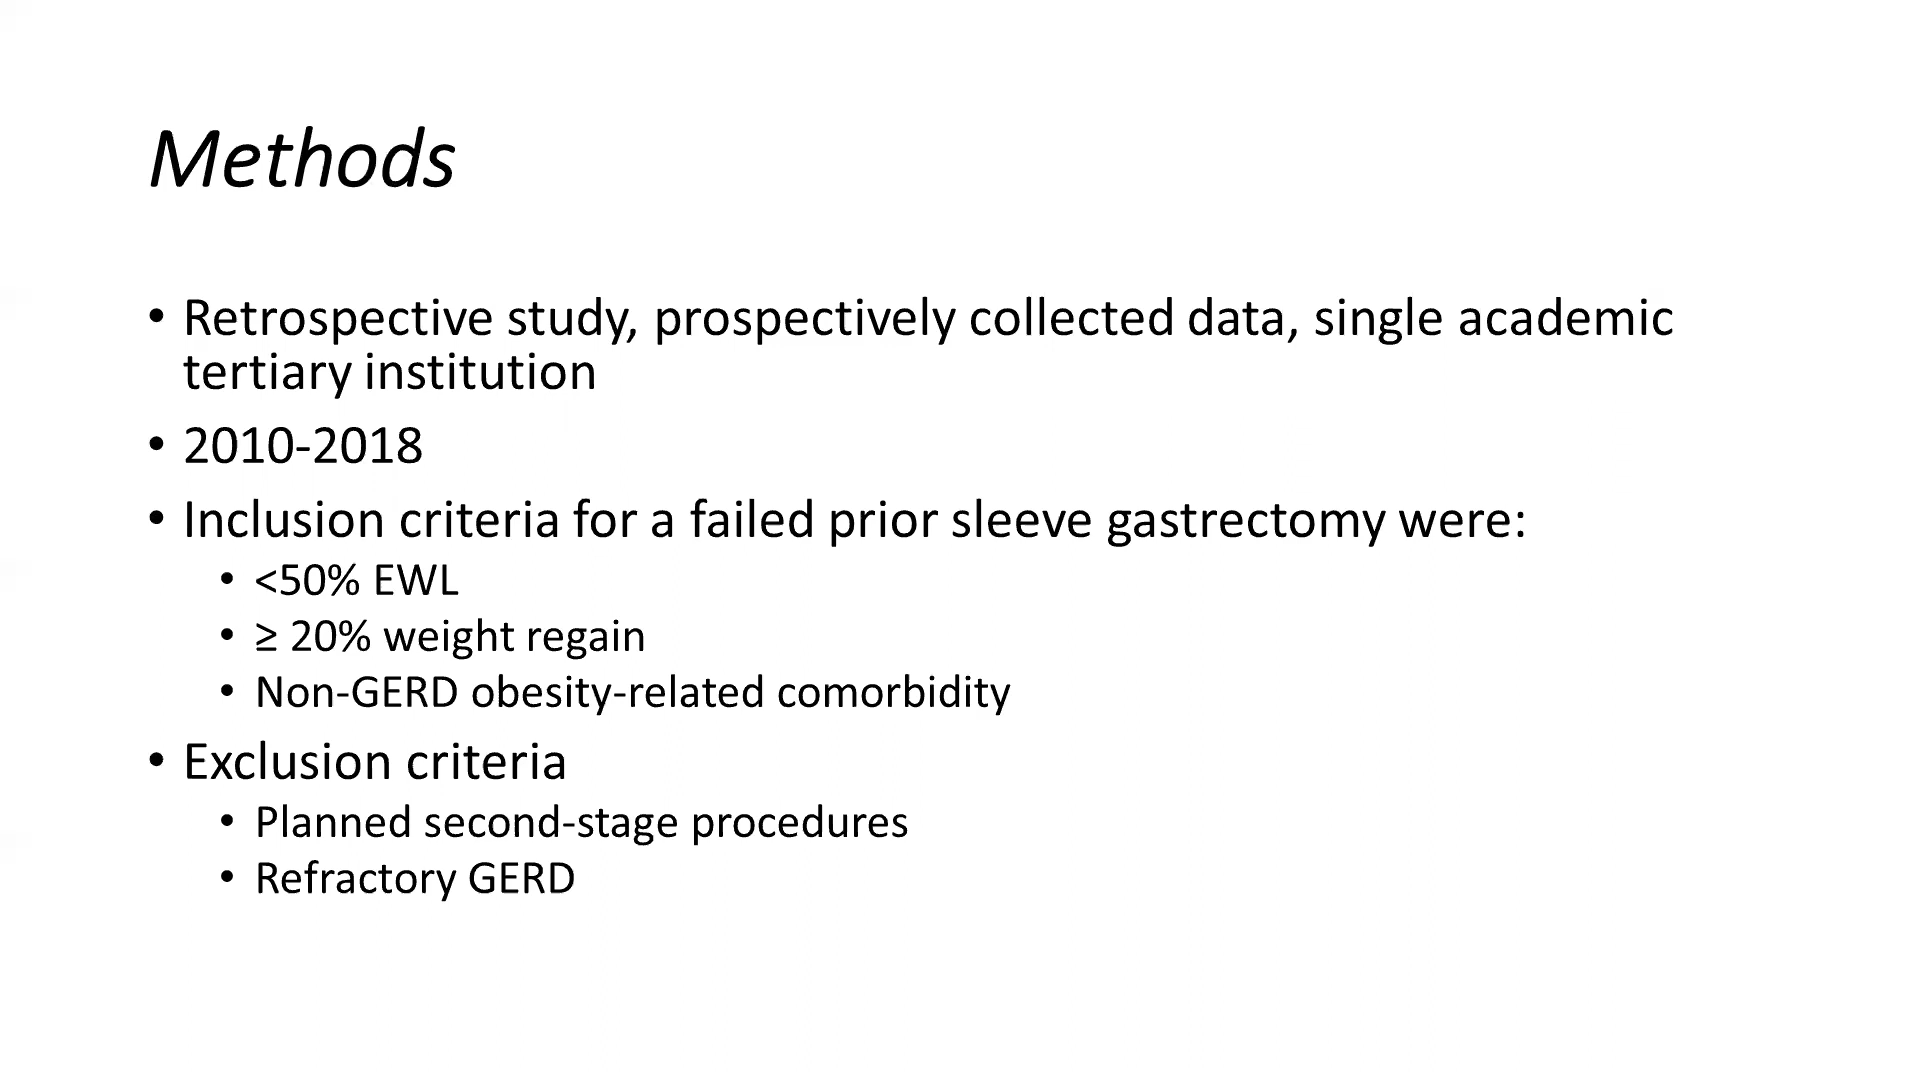 Methods
• Retrospective study, prospectively collected data, single academic
tertiary institution
• 2010-2018
• Inclusion criteria for a failed prior sleeve gastrectomy were:
• <50% EWL
• ≥ 20% weight regain
• Non-GERD obesity-related comorbidity
• Exclusion criteria
• Planned second-stage procedures
• Refractory GERD